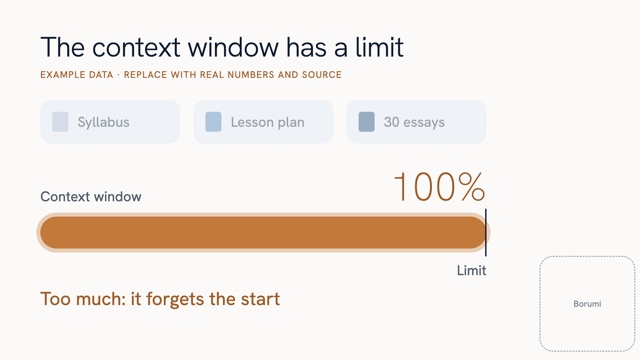 The context window has a limit
EXAMPLE DATA · REPLACE WITH REAL NUMBERS AND SOURCE
Syllabus
Lesson plan
30 essays
Context window
100%
Limit
Too much: it forgets the start
Borumi